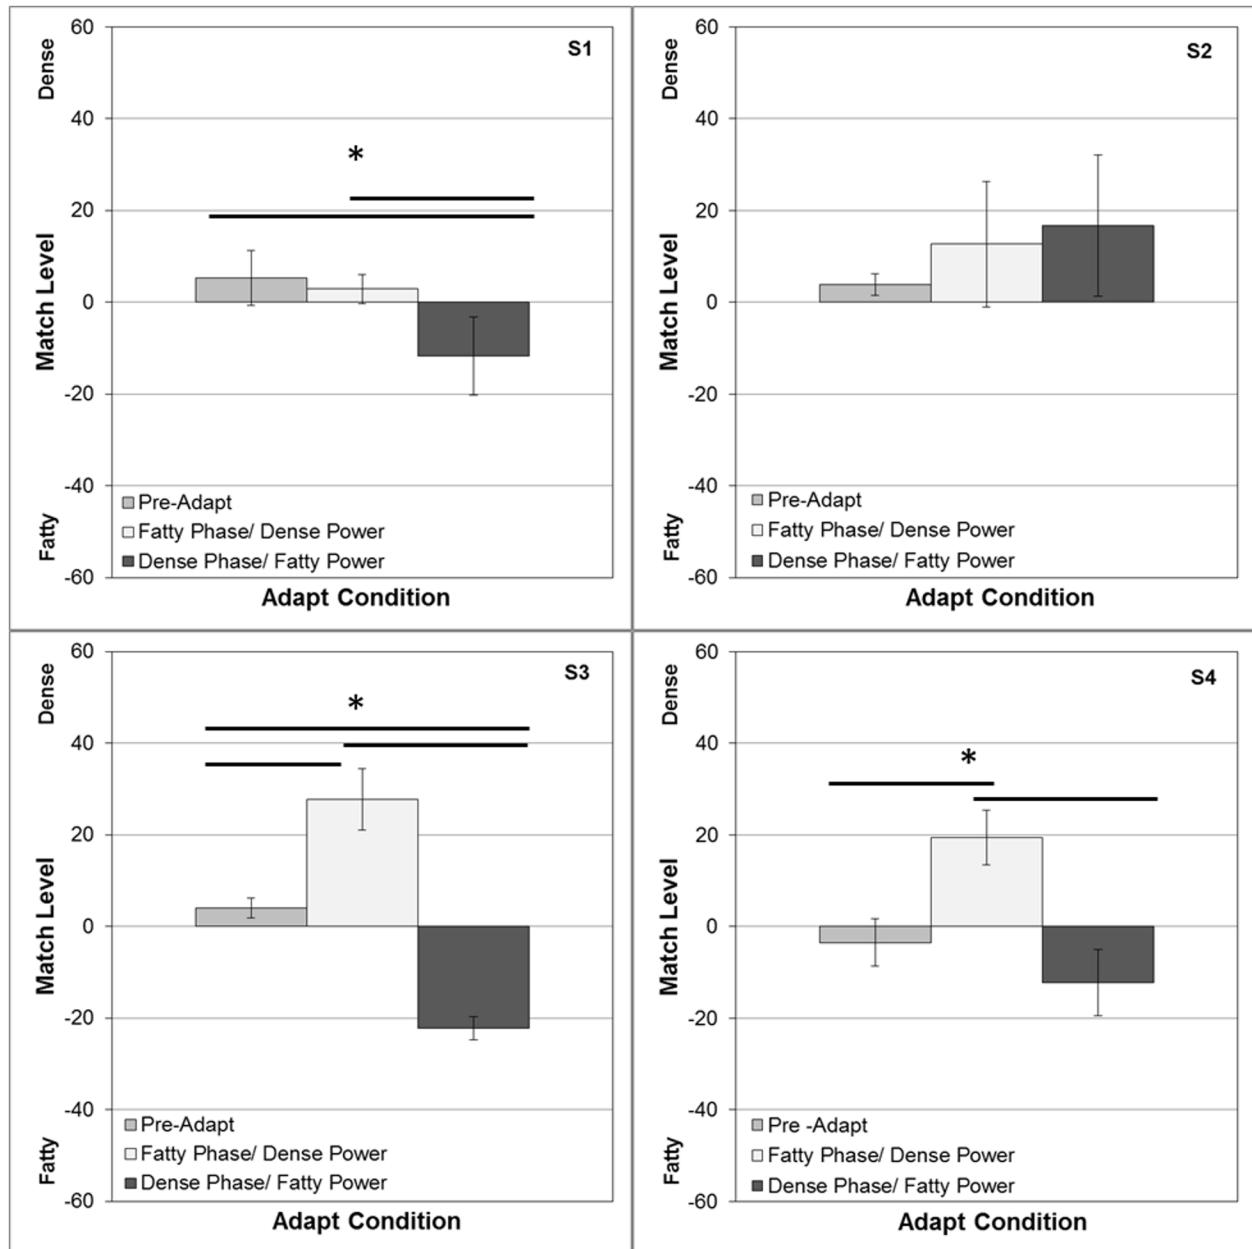 60
40
20
0
-20
-40
-60
Dense
Match Level
Fatty
S1
*
Pre-Adapt
Fatty Phase/ Dense Power
Dense Phase/ Fatty Power
Adapt Condition
60
40
20
0
-20
-40
-60
Dense
Match Level
Fatty
S2
Pre-Adapt
Fatty Phase/ Dense Power
Dense Phase/ Fatty Power
Adapt Condition
60
40
20
0
-20
-40
-60
Dense
Match Level
Fatty
S3
*
Pre-Adapt
Fatty Phase/ Dense Power
Dense Phase/ Fatty Power
Adapt Condition
60
40
20
0
-20
-40
-60
Dense
Match Level
Fatty
S4
*
Pre -Adapt
Fatty Phase/ Dense Power
Dense Phase/ Fatty Power
Adapt Condition